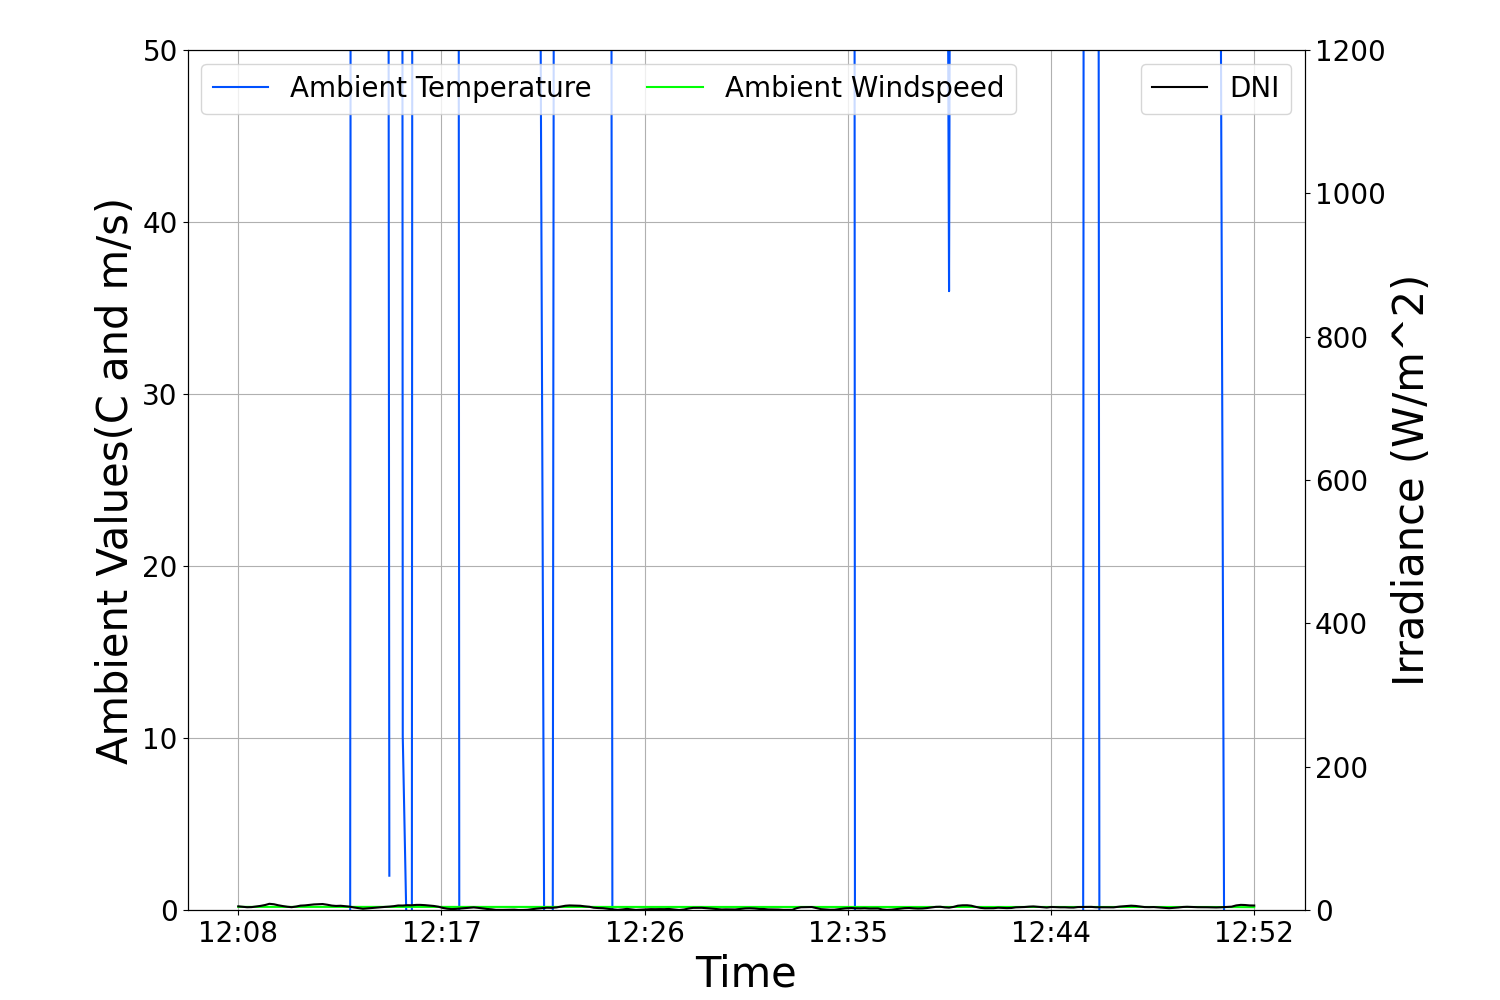 Ambient Temperature
Ambient Windspeed
DNI
Ambient Values(C and m/s)
50
40
30
20
10
0
1200
1000
800
600
400
200
0
Irradiance (W/m^2)
12:08 12:17 12:26 12:35 12:44 12:52
Time